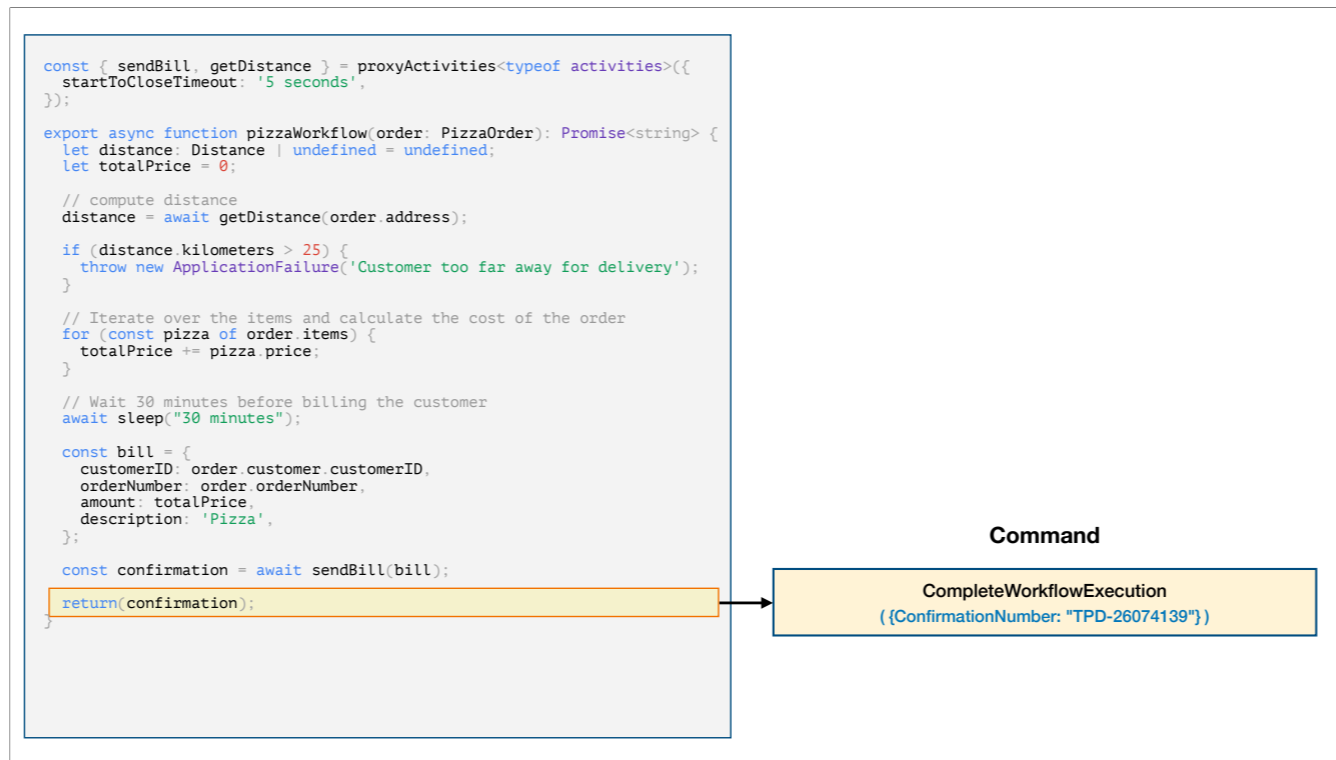 const { sendBill, getDistance } = proxyActivities<typeof activities>({
  startToCloseTimeout: '5 seconds',
});
export async function pizzaWorkflow(order: PizzaOrder): Promise<string> {
  let distance: Distance | undefined = undefined;
  let totalPrice = 0;
  // compute distance
  distance = await getDistance(order.address);
  if (distance.kilometers > 25) {
    throw new ApplicationFailure('Customer too far away for delivery');
  }
  // Iterate over the items and calculate the cost of the order
  for (const pizza of order.items) {
    totalPrice += pizza.price;
  }
  // Wait 30 minutes before billing the customer
  await sleep("30 minutes");
  const bill = {
    customerID: order.customer.customerID,
    orderNumber: order.orderNumber,
    amount: totalPrice,
    description: 'Pizza',
  };
  const confirmation = await sendBill(bill);
  return(confirmation);
}
Command
CompleteWorkflowExecution
( {ConfirmationNumber: "TPD-26074139"} )